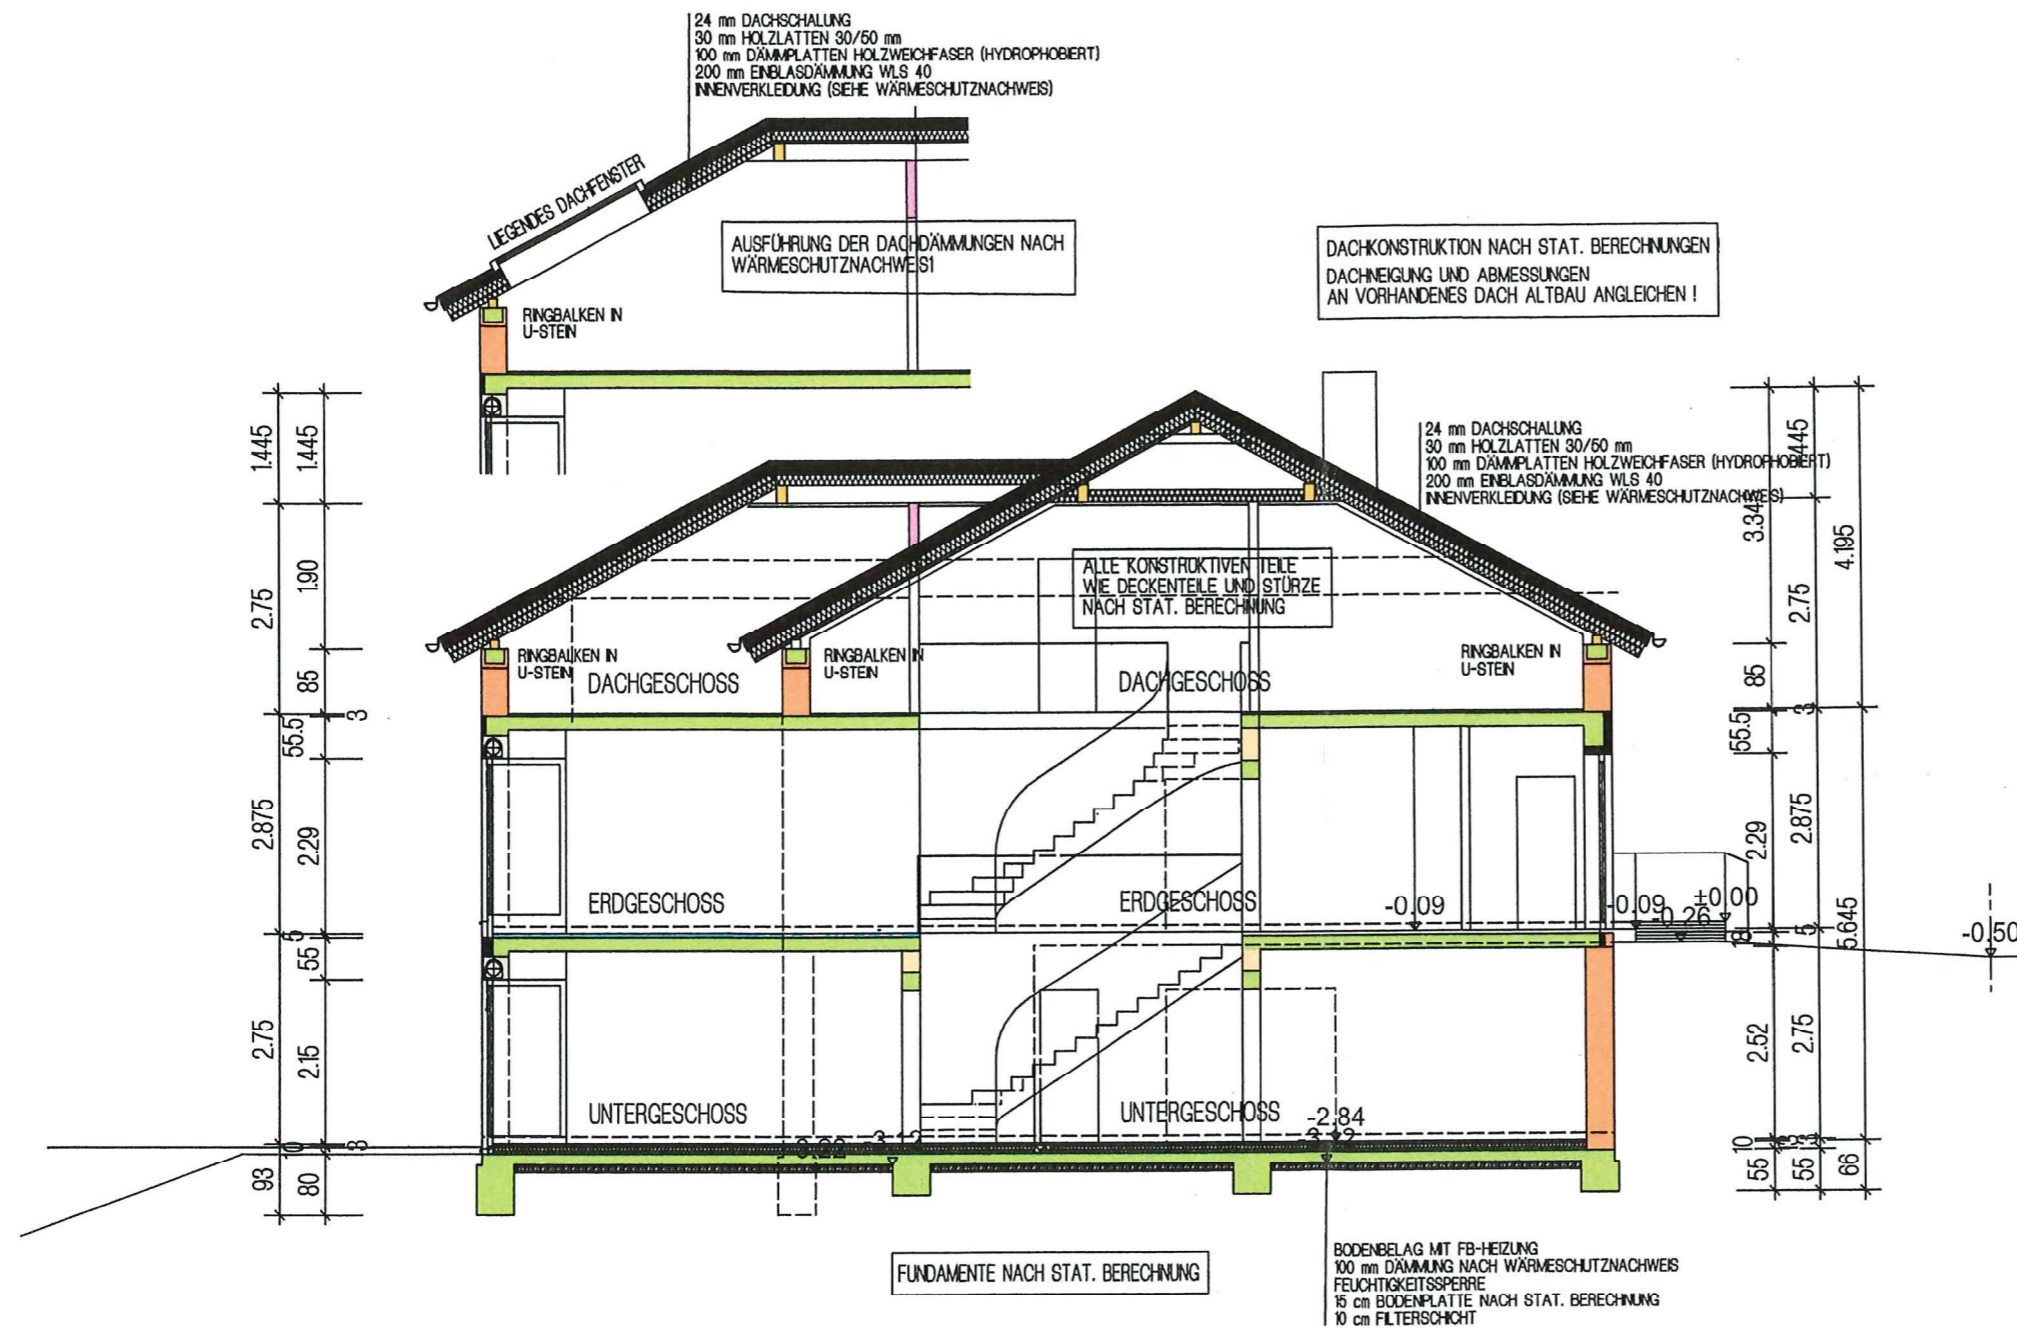 24 mm DACHSCHALUNG
30 mm HOLZLATTEN 30/50 mm
100 mm DÄMMPLATTEN HOLZWEICHFASER (HYDROPHOBIERT)
200 mm EINBLASDÄMMUNG WLS 40
INNENVERKLEIDUNG (SIEHE WÄRMESCHUTZNACHWEIS)
LIEGENDES DACHFENSTER
AUSFÜHRUNG DER DACHDÄMMUNGEN NACH
WÄRMESCHUTZNACHWEIS1
DACHKONSTRUKTION NACH STAT. BERECHNUNGEN
DACHNEIGUNG UND ABMESSUNGEN
AN VORHANDENES DACH ALTBAU ANGLEICHEN !
RINGBALKEN IN
U-STEIN
24 mm DACHSCHALUNG
30 mm HOLZLATTEN 30/50 mm
100 mm DÄMMPLATTEN HOLZWEICHFASER (HYDROPHOBIERT)
200 mm EINBLASDÄMMUNG WLS 40
INNENVERKLEIDUNG (SIEHE WÄRMESCHUTZNACHWEIS)
ALLE KONSTRUKTIVEN TEILE
WIE DECKENTEILE UND STÜRZE
NACH STAT. BERECHNUNG
RINGBALKEN IN
U-STEIN
RINGBALKEN IN
U-STEIN
RINGBALKEN IN
U-STEIN
DACHGESCHOSS
DACHGESCHOSS
ERDGESCHOSS
ERDGESCHOSS
-0.09
-0.09
±0.00
-0.26
-0.50
UNTERGESCHOSS
UNTERGESCHOSS
-2.84
-3.12
1.445
2.75
2.875
2.75
93
1.445
1.90
85
3
55.5
2.29
5
55
2.15
3
80
3.34
85
55.5
2.29
18
2.52
10
55
1.445
2.75
3
2.875
5
2.75
3
55
4.195
5.645
66
FUNDAMENTE NACH STAT. BERECHNUNG
BODENBELAG MIT FB-HEIZUNG
100 mm DÄMMUNG NACH WÄRMESCHUTZNACHWEIS
FEUCHTIGKEITSSPERRE
15 cm BODENPLATTE NACH STAT. BERECHNUNG
10 cm FILTERSCHICHT